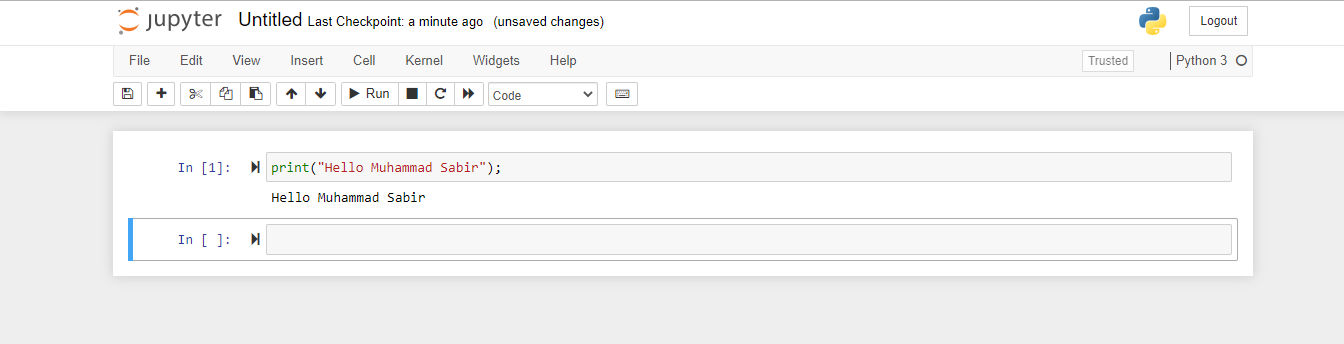 jupyter Untitled Last Checkpoint: a minute ago (unsaved changes) Logout
File Edit View Insert Cell Kernel Widgets Help Trusted Python 3
Run Code
In [1]: print("Hello Muhammad Sabir");
Hello Muhammad Sabir
In [ ]: